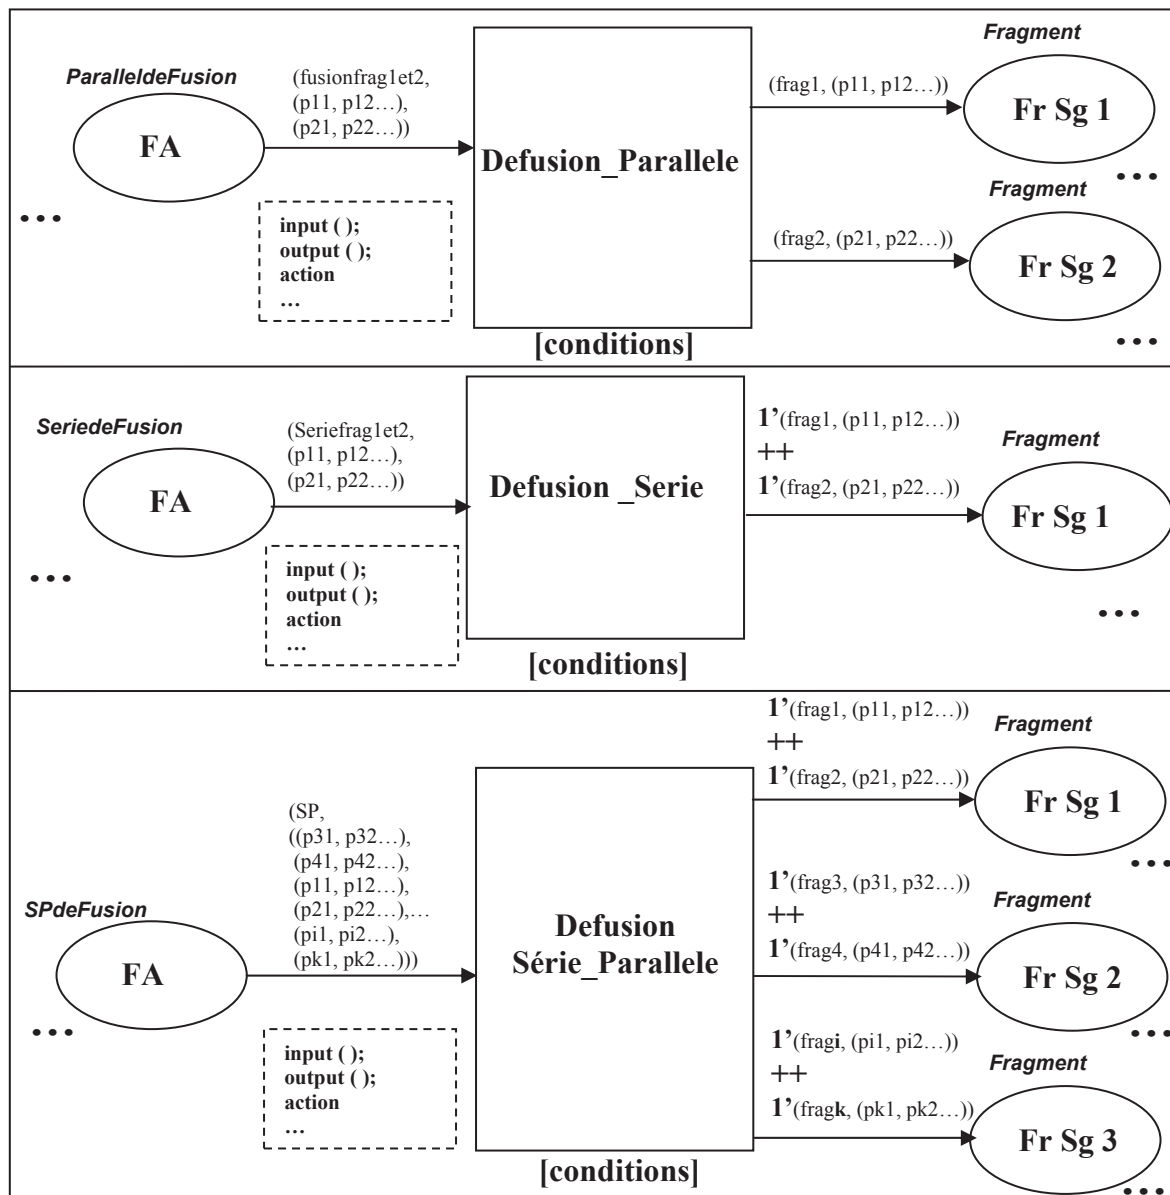 ParalleldeFusion
FA
(fusionfrag1et2,
(p11, p12…),
(p21, p22…))
input ( );
output ( );
action
…
Defusion_Parallele
[conditions]
(frag1, (p11, p12…))
Fragment
Fr Sg 1
(frag2, (p21, p22…))
Fragment
Fr Sg 2
SeriedeFusion
FA
(Seriefrag1et2,
(p11, p12…),
(p21, p22…))
input ( );
output ( );
action
…
Defusion _Serie
[conditions]
1’(frag1, (p11, p12…))
++
1’(frag2, (p21, p22…))
Fragment
Fr Sg 1
SPdeFusion
FA
(SP,
((p31, p32…),
(p41, p42…),
(p11, p12…),
(p21, p22…),…
(pi1, pi2…),
(pk1, pk2…)))
input ( );
output ( );
action
…
Defusion
Série_Parallele
[conditions]
1’(frag1, (p11, p12…))
++
1’(frag2, (p21, p22…))
Fragment
Fr Sg 1
1’(frag3, (p31, p32…))
++
1’(frag4, (p41, p42…))
Fragment
Fr Sg 2
1’(fragi, (pi1, pi2…))
++
1’(fragk, (pk1, pk2…))
Fragment
Fr Sg 3